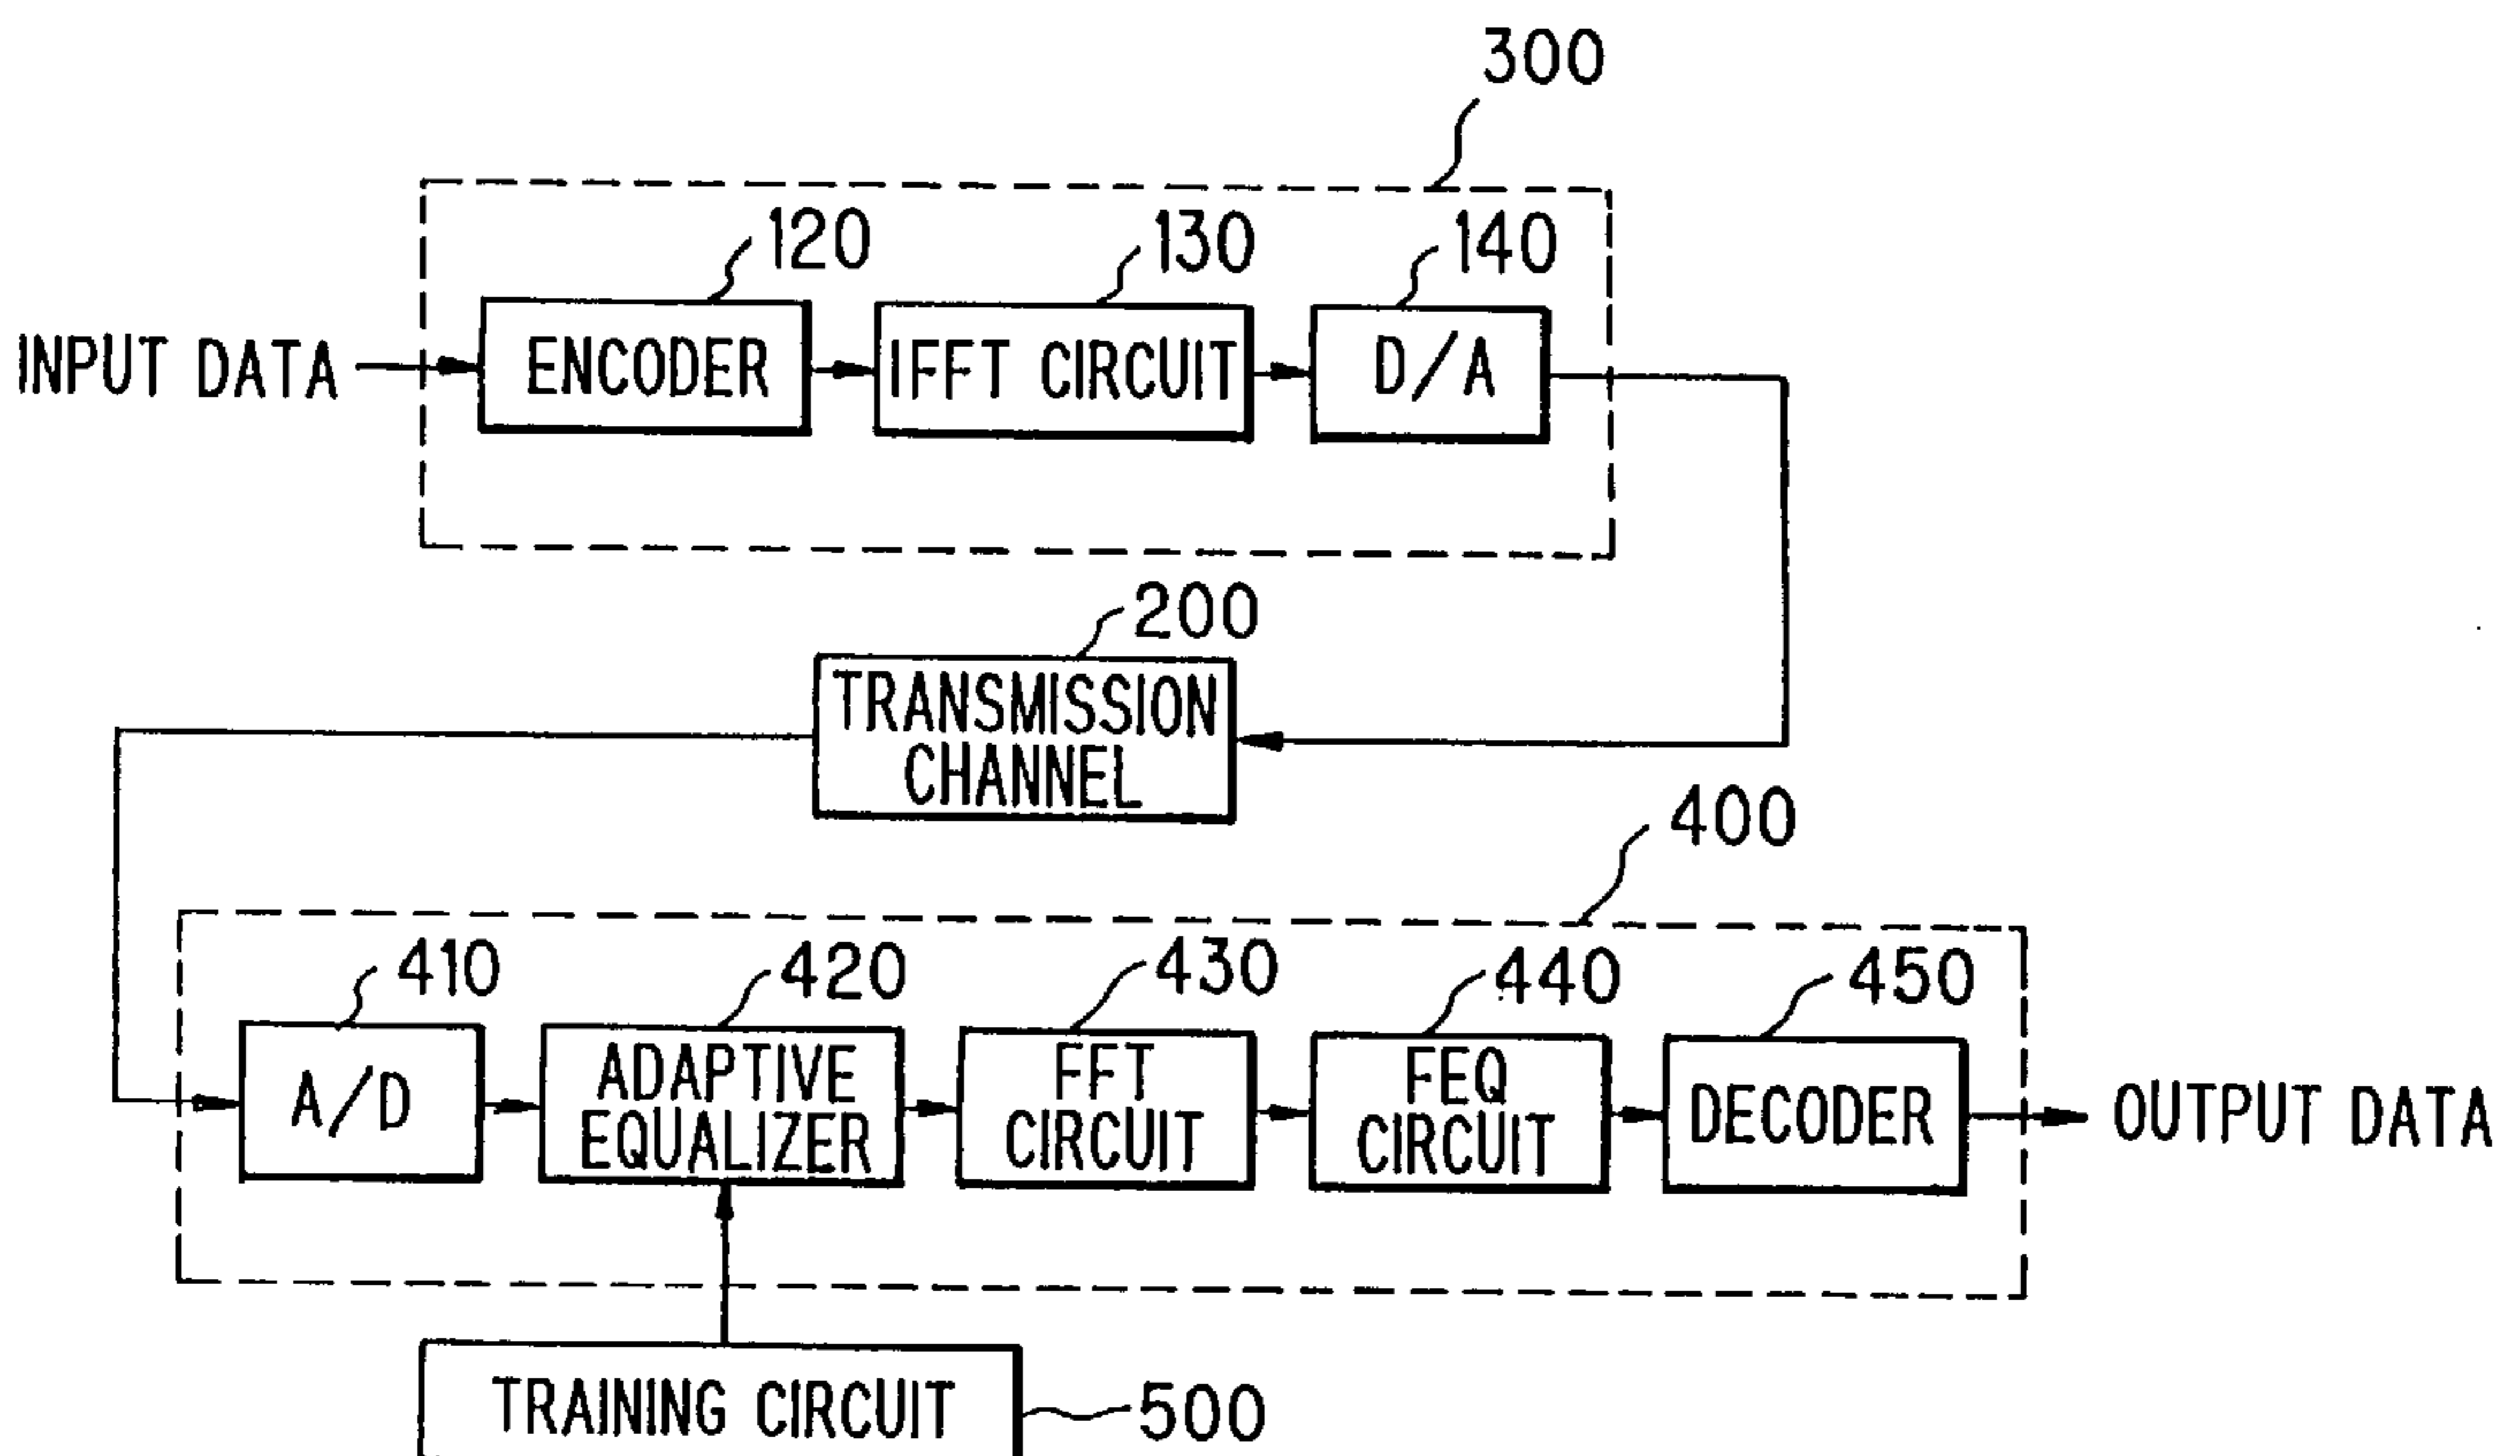 300
120
130
140
INPUT DATA
ENCODER
IFFT CIRCUIT
D/A
200
TRANSMISSION
CHANNEL
400
410
420
430
440
450
A/D
ADAPTIVE
EQUALIZER
FFT
CIRCUIT
FEQ
CIRCUIT
DECODER
OUTPUT DATA
TRAINING CIRCUIT
500